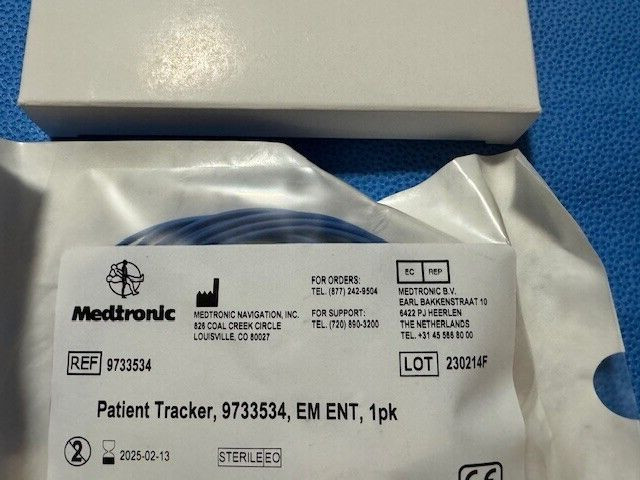 Medtronic
MEDTRONIC NAVIGATION, INC.
826 COAL CREEK CIRCLE
LOUISVILLE, CO 80027
FOR ORDERS:
TEL. (877) 242-9504
FOR SUPPORT:
TEL. (720) 890-3200
EC REP
MEDTRONIC B.V.
EARL BAKKENSTRAAT 10
6422 PJ HEERLEN
THE NETHERLANDS
TEL.+31 45 566 80 00
REF 9733534
LOT 230214F
Patient Tracker, 9733534, EM ENT, 1pk
2 2025-02-13
STERILE EO
CE